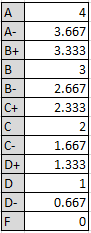 A 4
A- 3.667
B+ 3.333
B 3
B- 2.667
C+ 2.333
C 2
C- 1.667
D+ 1.333
D 1
D- 0.667
F 0